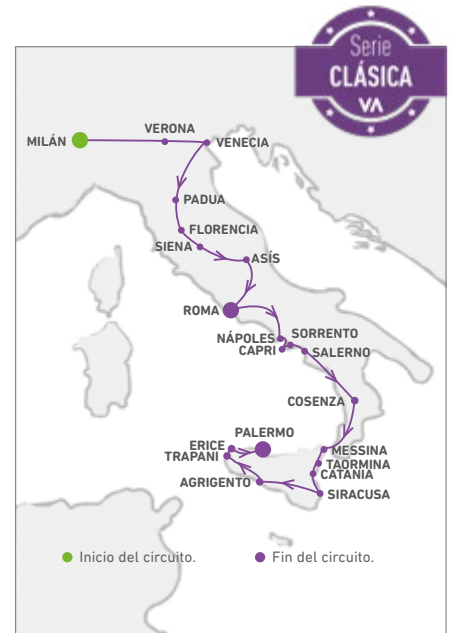 Serie
CLÁSICA
VA
MILÁN
VERONA
VENECIA
PADUA
FLORENCIA
SIENA
ASÍS
ROMA
NÁPOLES
SORRENTO
CAPRI
SALERNO
COSENZA
PALERMO
ERICE
MESSINA
TRAPANI
TAORMINA
CATANIA
AGRIGENTO
SIRACUSA
Inicio del circuito.
Fin del circuito.